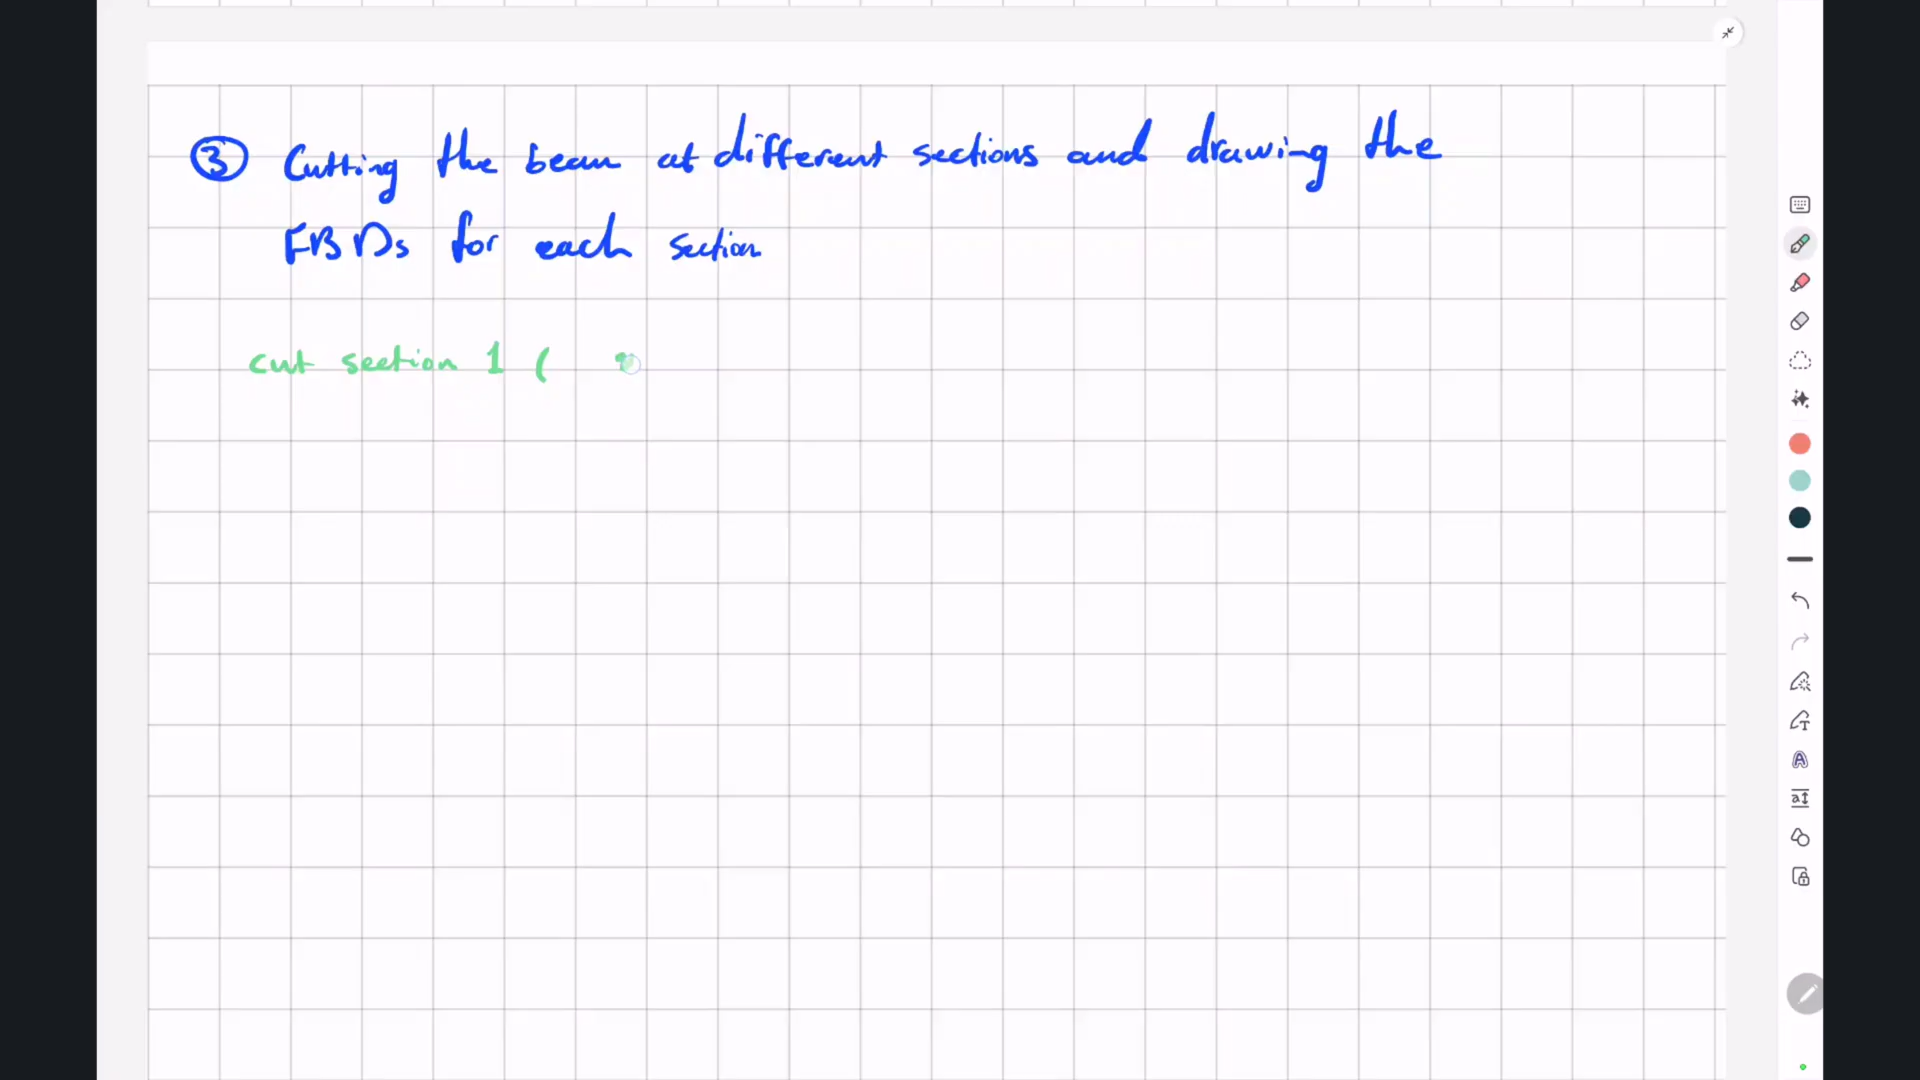 ③ Cutting the beam at different sections and drawing the
FBDs for each section
cut section 1 (